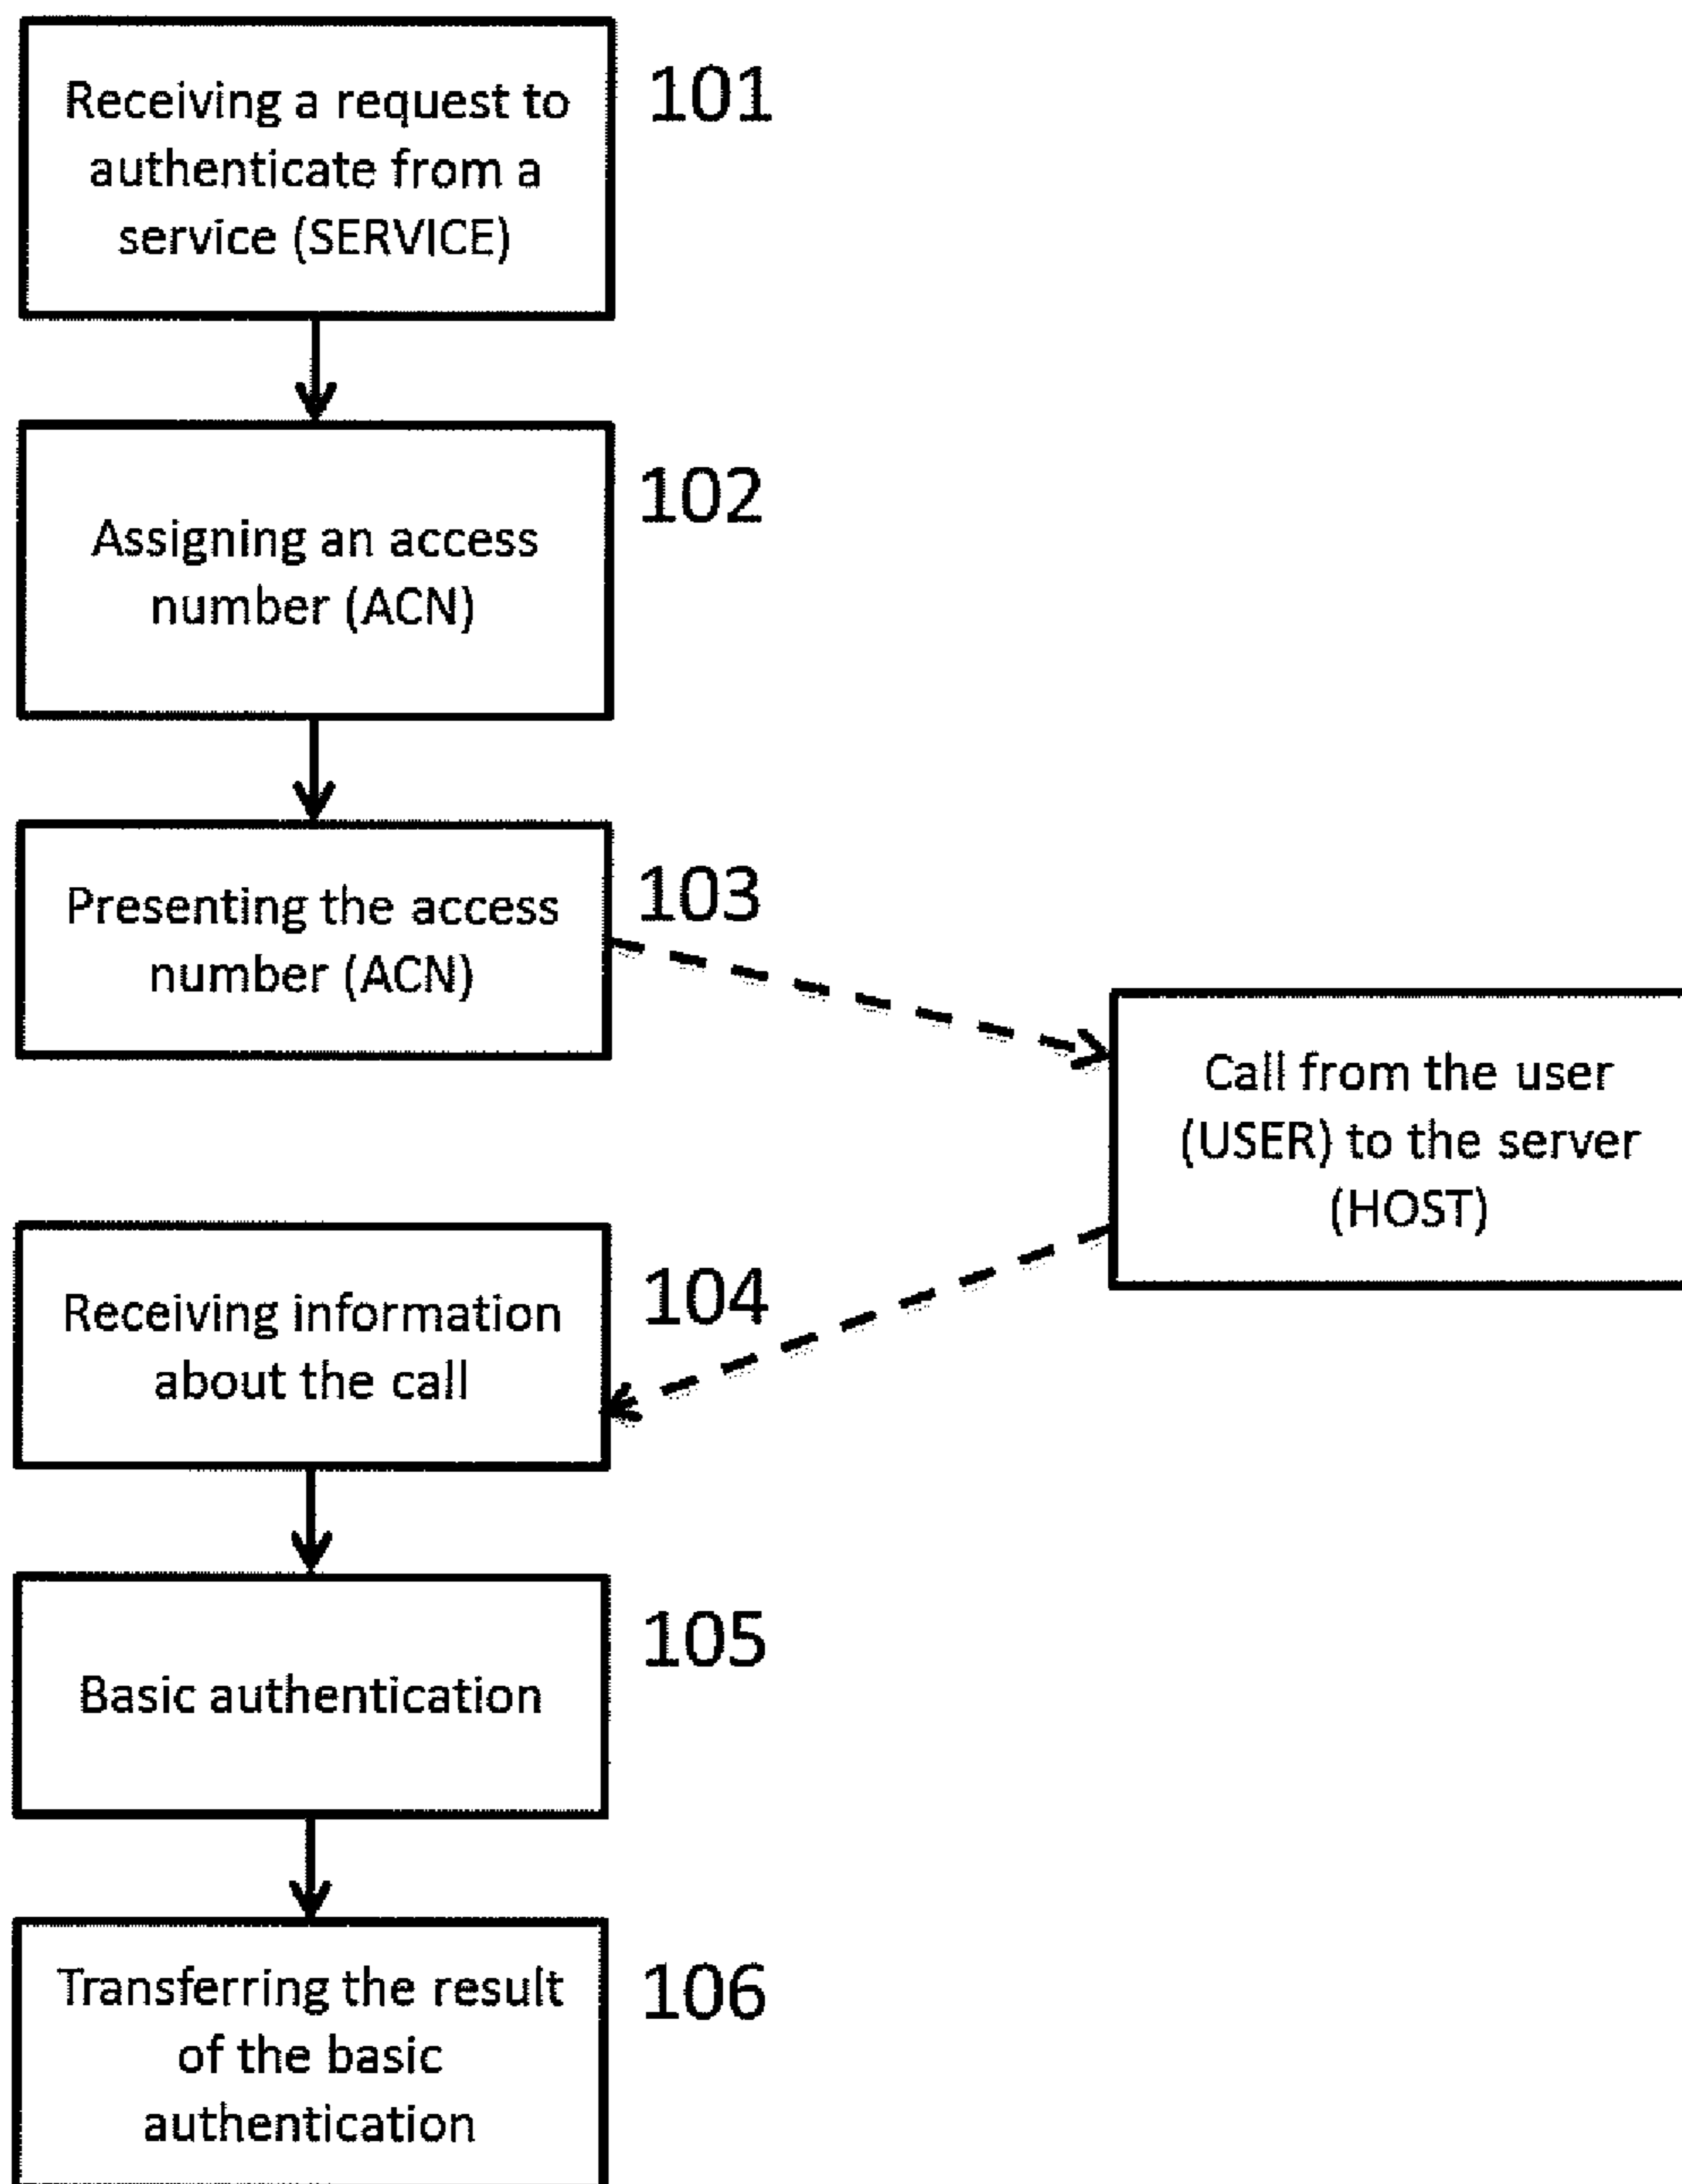 Receiving a request to
authenticate from a
service (SERVICE)
101
Assigning an access
number (ACN)
102
Presenting the access
number (ACN)
103
Call from the user
(USER) to the server
(HOST)
Receiving information
about the call
104
Basic authentication
105
Transferring the result
of the basic
authentication
106